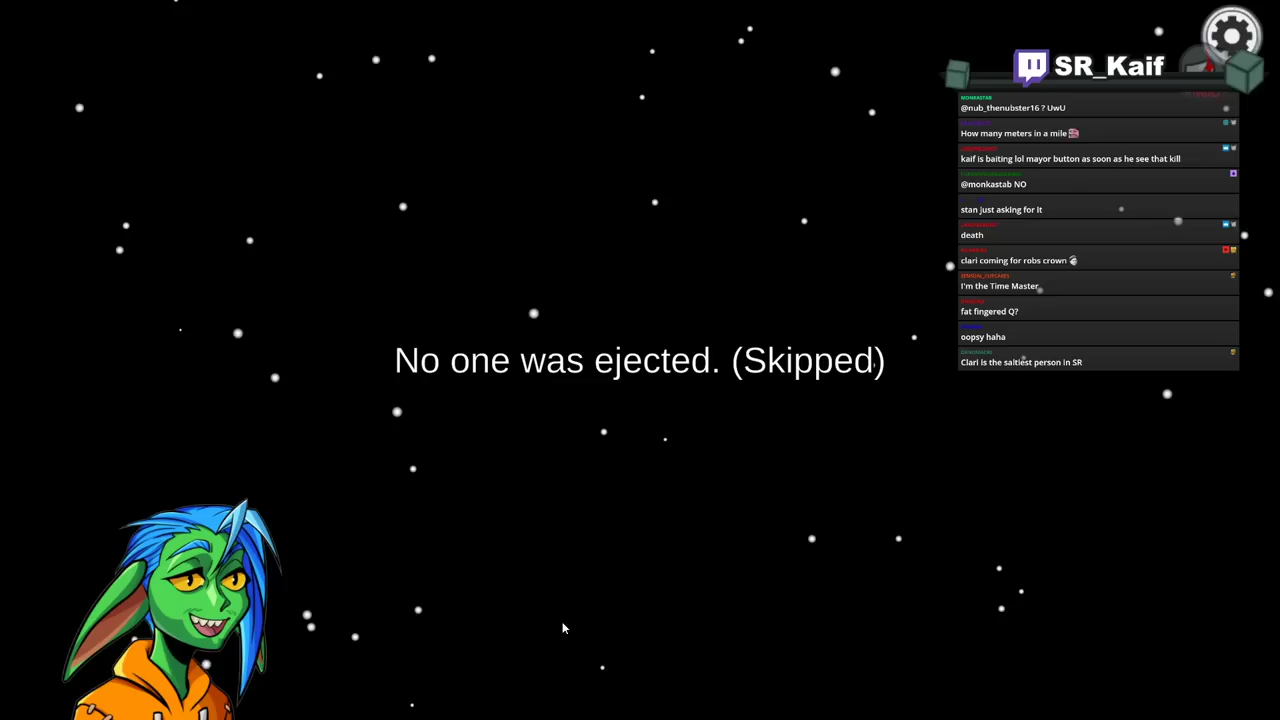 SR_Kaif
MONKASTAB
@nub_thenubster16 ? UwU
How many meters in a mile
kaif is baiting lol mayor button as soon as he see that kill
@monkastab NO
stan just asking for it
death
clari coming for robs crown
I'm the Time Master
fat fingered Q?
oopsy haha
Clari is the saltiest person in SR
No one was ejected. (Skipped)